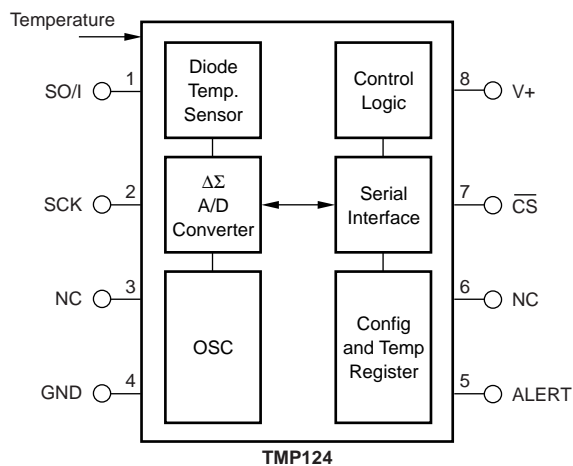 Temperature
SO/I
1
SCK
2
NC
3
GND
4
Diode
Temp.
Sensor
ΔΣ
A/D
Converter
OSC
Control
Logic
Serial
Interface
Config
and Temp
Register
8
V+
7
C̅S̅
6
NC
5
ALERT
TMP124